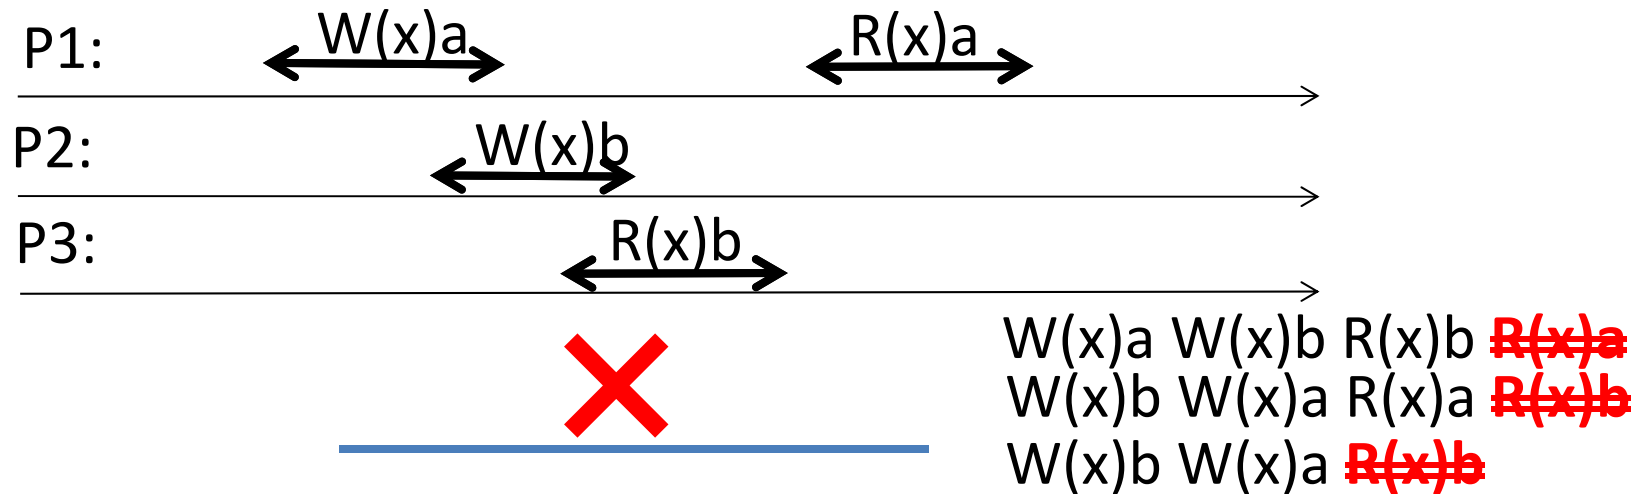 P1: W(x)a R(x)a
P2: W(x)b
P3: R(x)b
W(x)a W(x)b R(x)b R(x)a
W(x)b W(x)a R(x)a R(x)b
W(x)b W(x)a R(x)b